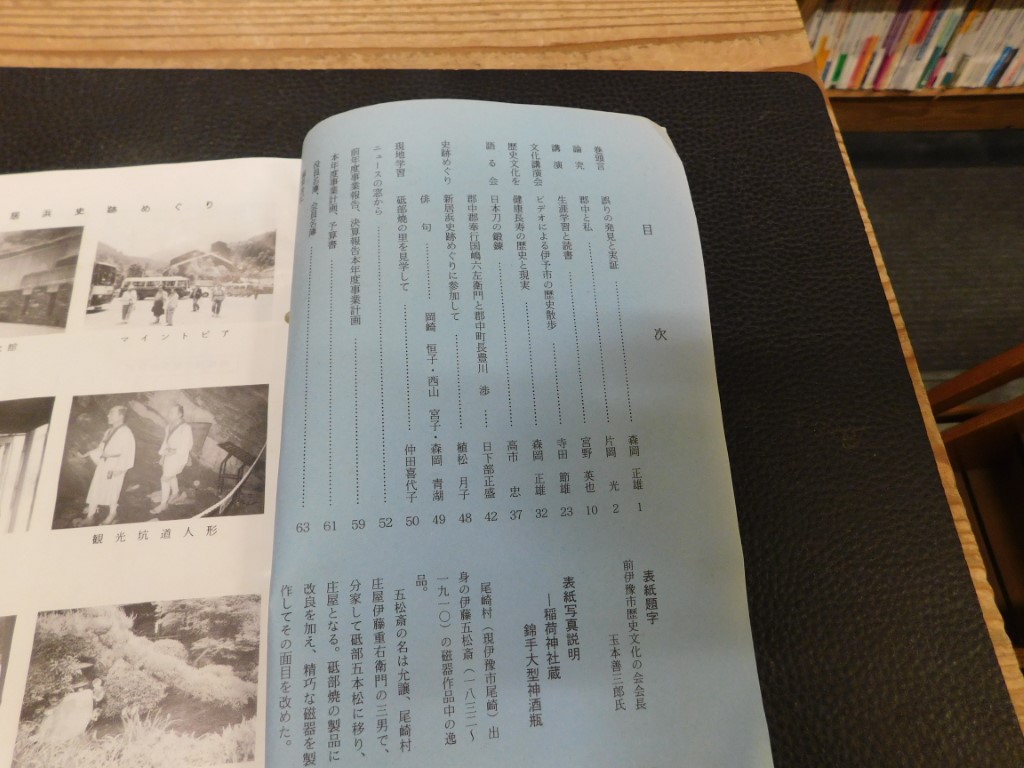 目 次
巻頭言 誤りの発見と実証 森岡 正雄 1
論 究 郡中と私 片岡 光 2
講 演 生涯学習と読書 宮野 英也 10
文化講演会 ビデオによる伊予市の歴史散歩 寺田 節雄 23
歴史文化を 健康長寿の歴史と現実 森岡 正雄 32
語る会 日本刀の鍛錬 高市 忠 37
郡中郡奉行国嶋六左衛門と郡中町長豊川 渉 日下部正盛 42
史跡めぐり 新居浜史跡めぐりに参加して 植松 月子 48
俳 句 岡崎 恒子・西山 宮子・森岡 青湖 49
現地学習 砥部焼の里を見学して 仲田喜代子 50
ニュースの窓から 52
前年度事業報告、決算報告本年度事業計画 59
本年度事業計画、予算書 61
役員名簿、会員名簿 63
表紙題字
前伊豫市歴史文化の会会長
玉本善三郎氏
表紙写真説明
―稲荷神社蔵
錦手大型神酒瓶
尾崎村（現伊豫市尾崎）出
身の伊藤五松斎（一八三二〜
一九一〇）の磁器作品中の逸
品。
五松斎の名は允譲、尾崎村
庄屋伊藤重右衛門の三男で、
分家して砥部五本松に移り、
庄屋となる。砥部焼の製品に
改良を加え、精巧な磁器を製
作してその面目を改めた。
居浜史跡めぐり
館
マイントピア
観光坑道人形